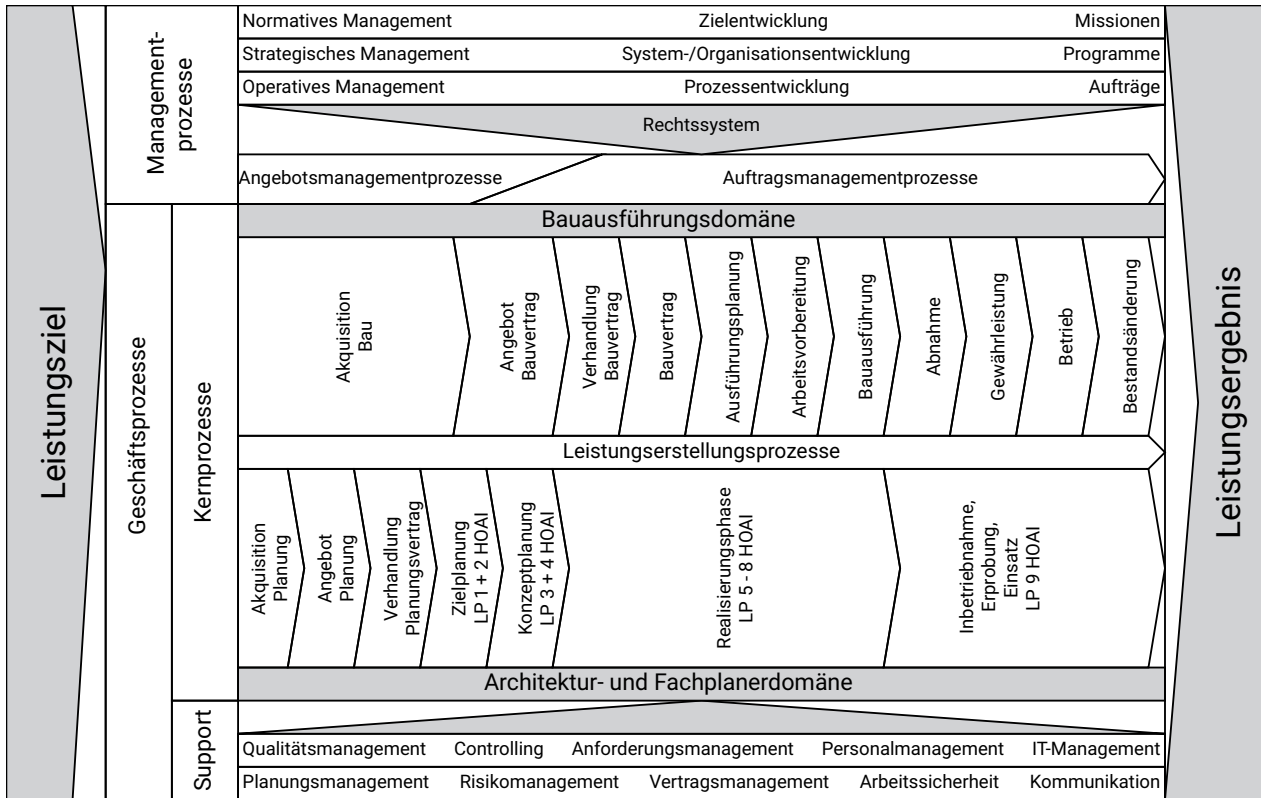 Leistungsziel
Management-
prozesse
Normatives Management Zielentwicklung Missionen
Strategisches Management System-/Organisationsentwicklung Programme
Operatives Management Prozessentwicklung Aufträge
Rechtssystem
Angebotsmanagementprozesse Auftragsmanagementprozesse
Geschäftsprozesse
Kernprozesse
Bauausführungsdomäne
Akquisition
Bau
Angebot
Bauvertrag
Verhandlung
Bauvertrag
Bauvertrag
Ausführungsplanung
Arbeitsvorbereitung
Bauausführung
Abnahme
Gewährleistung
Betrieb
Bestandsänderung
Leistungserstellungsprozesse
Akquisition
Planung
Angebot
Planung
Verhandlung
Planungsvertrag
Zielplanung
LP 1 + 2 HOAI
Konzeptplanung
LP 3 + 4 HOAI
Realisierungsphase
LP 5 - 8 HOAI
Inbetriebnahme,
Erprobung,
Einsatz
LP 9 HOAI
Architektur- und Fachplanerdomäne
Support
Qualitätsmanagement Controlling Anforderungsmanagement Personalmanagement IT-Management
Planungsmanagement Risikomanagement Vertragsmanagement Arbeitssicherheit Kommunikation
Leistungsergebnis